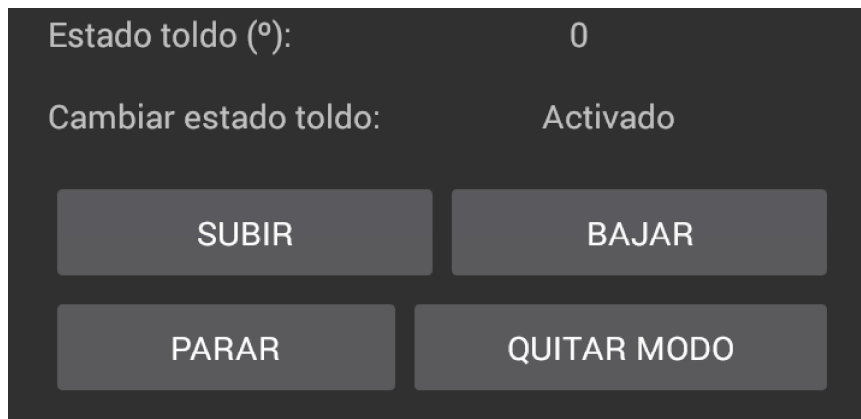 Estado toldo (º): 0
Cambiar estado toldo: Activado
SUBIR BAJAR
PARAR QUITAR MODO